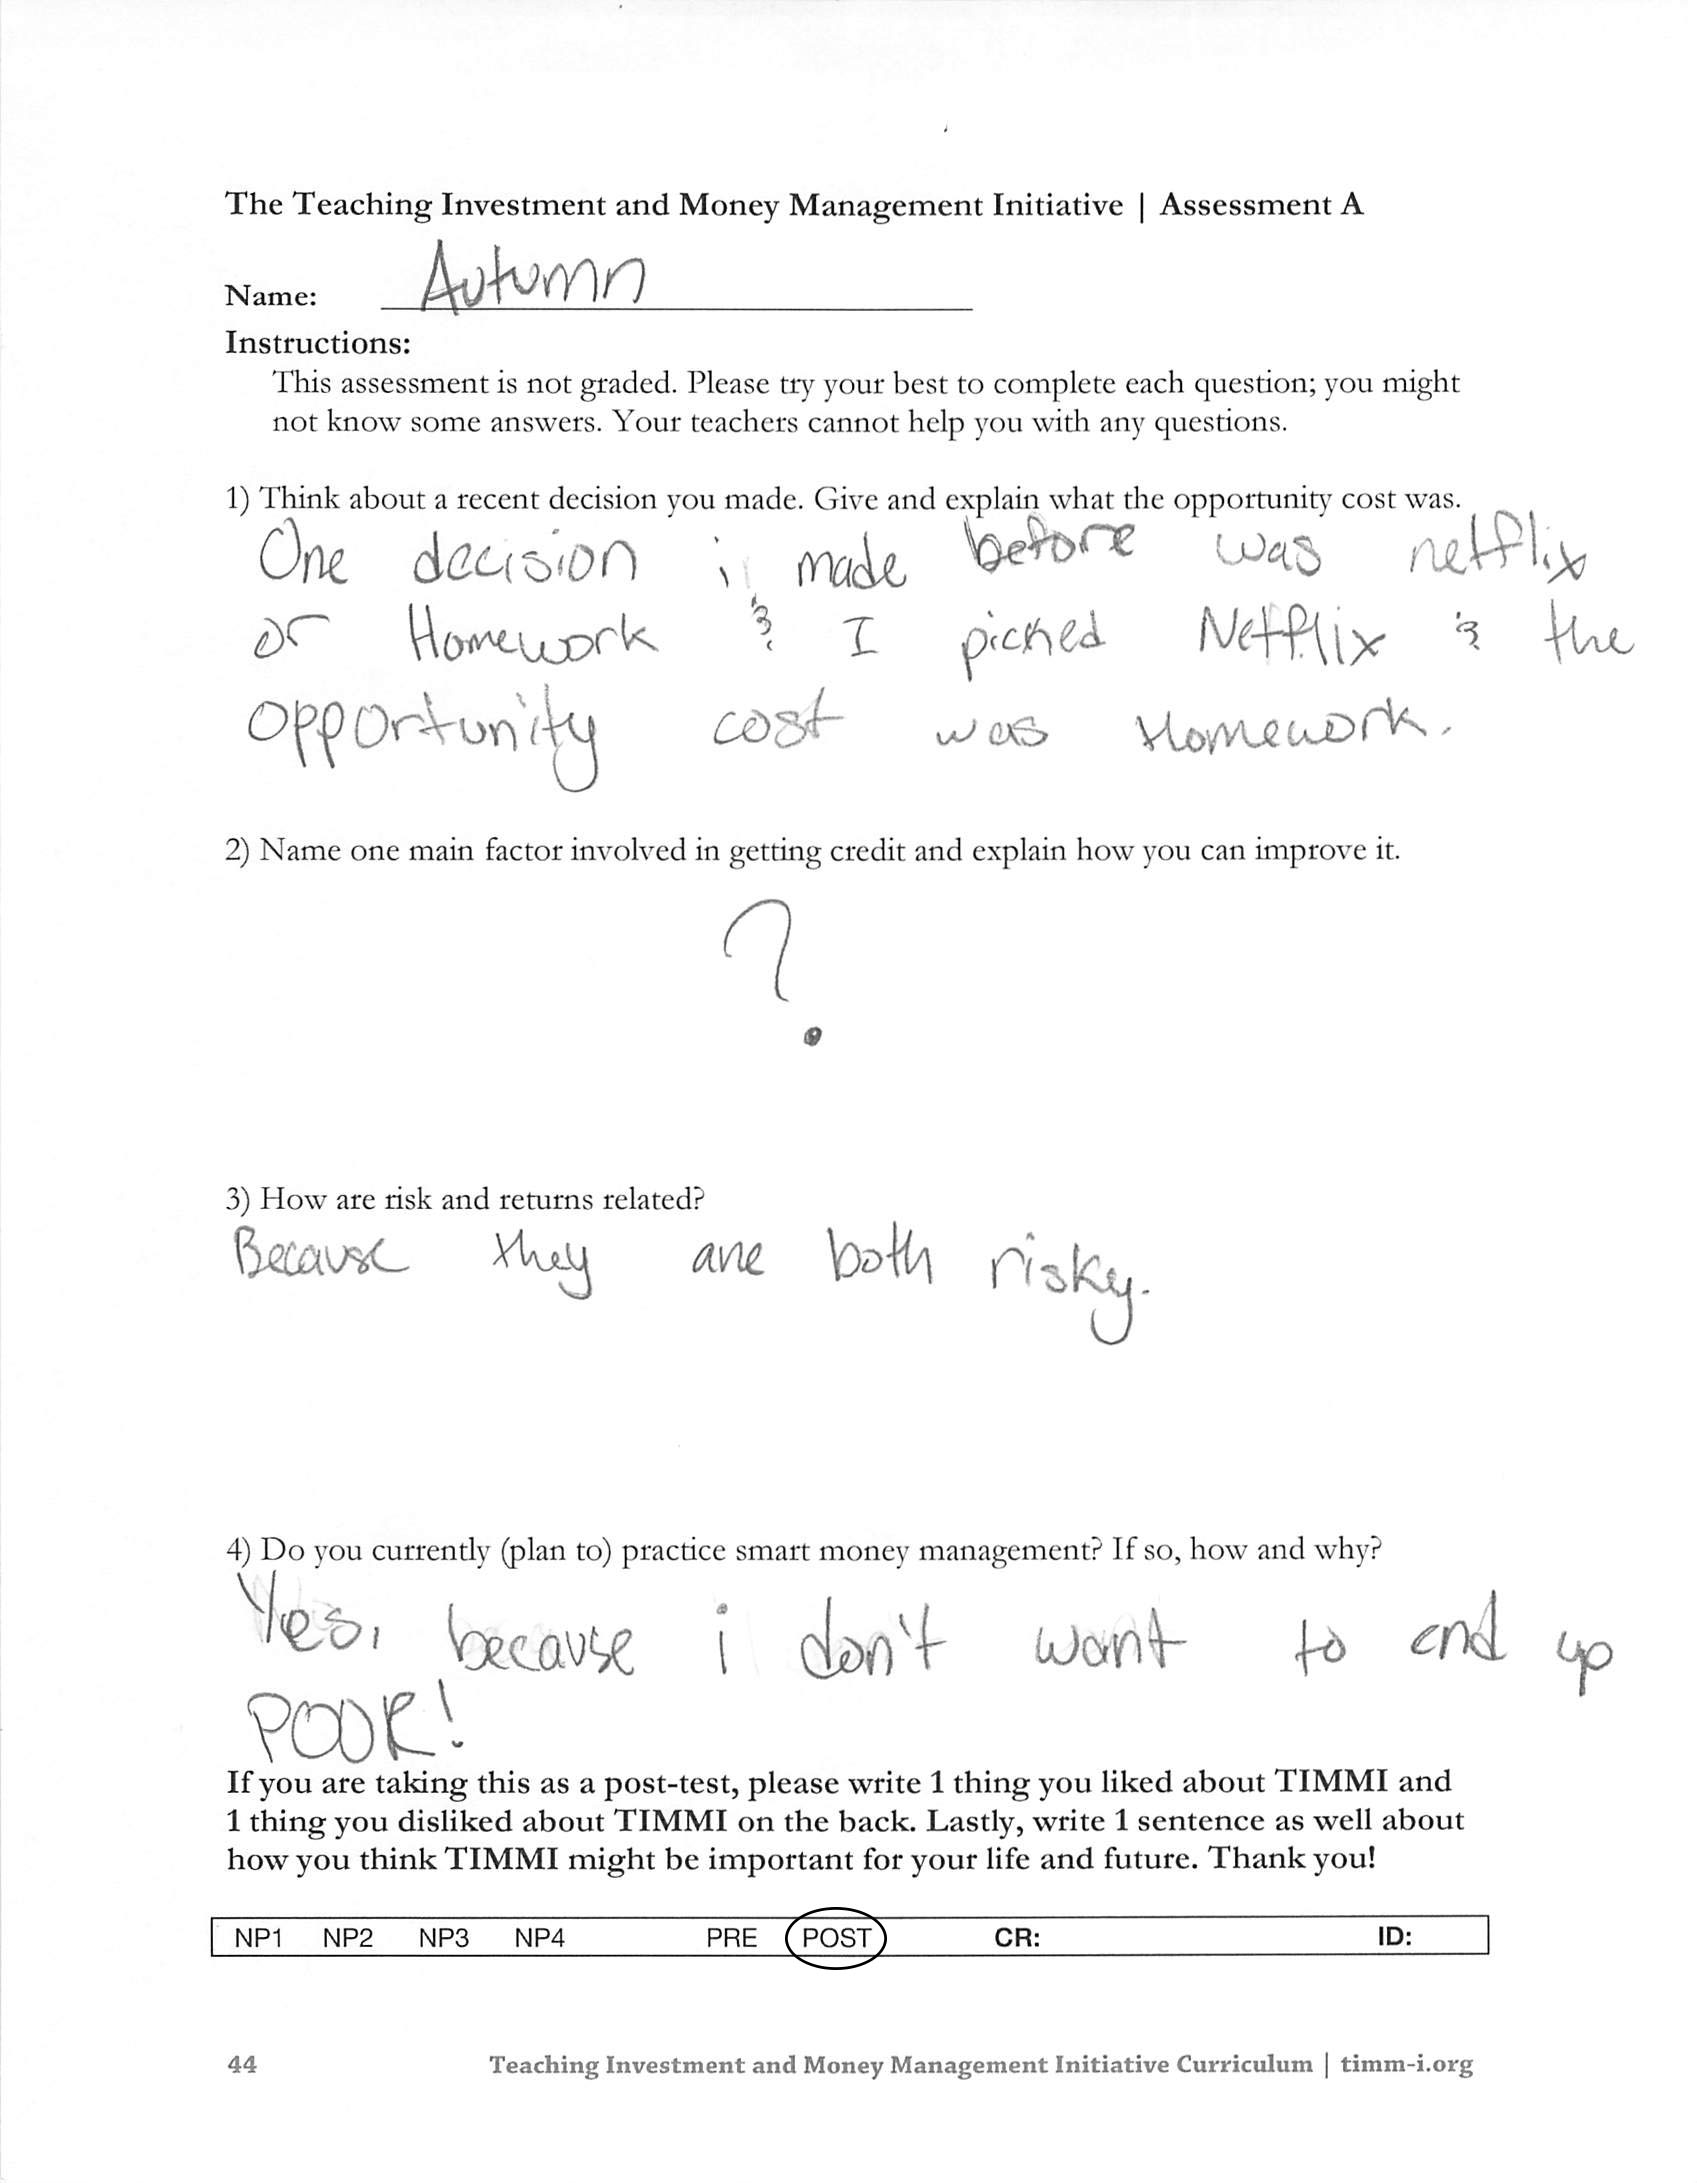 The Teaching Investment and Money Management Initiative | Assessment A
Name: Autumn
Instructions:
This assessment is not graded. Please try your best to complete each question; you might
not know some answers. Your teachers cannot help you with any questions.
1) Think about a recent decision you made. Give and explain what the opportunity cost was.
One decision i made before was netflix
or Homework & I picked Netflix & the
opportunity cost was Homework.
2) Name one main factor involved in getting credit and explain how you can improve it.
?
3) How are risk and returns related?
Because they are both risky.
4) Do you currently (plan to) practice smart money management? If so, how and why?
Yes, because i don't want to end up
POOR!
If you are taking this as a post-test, please write 1 thing you liked about TIMMI and
1 thing you disliked about TIMMI on the back. Lastly, write 1 sentence as well about
how you think TIMMI might be important for your life and future. Thank you!
NP1 NP2 NP3 NP4 PRE POST CR: ID:
44 Teaching Investment and Money Management Initiative Curriculum | timm-i.org